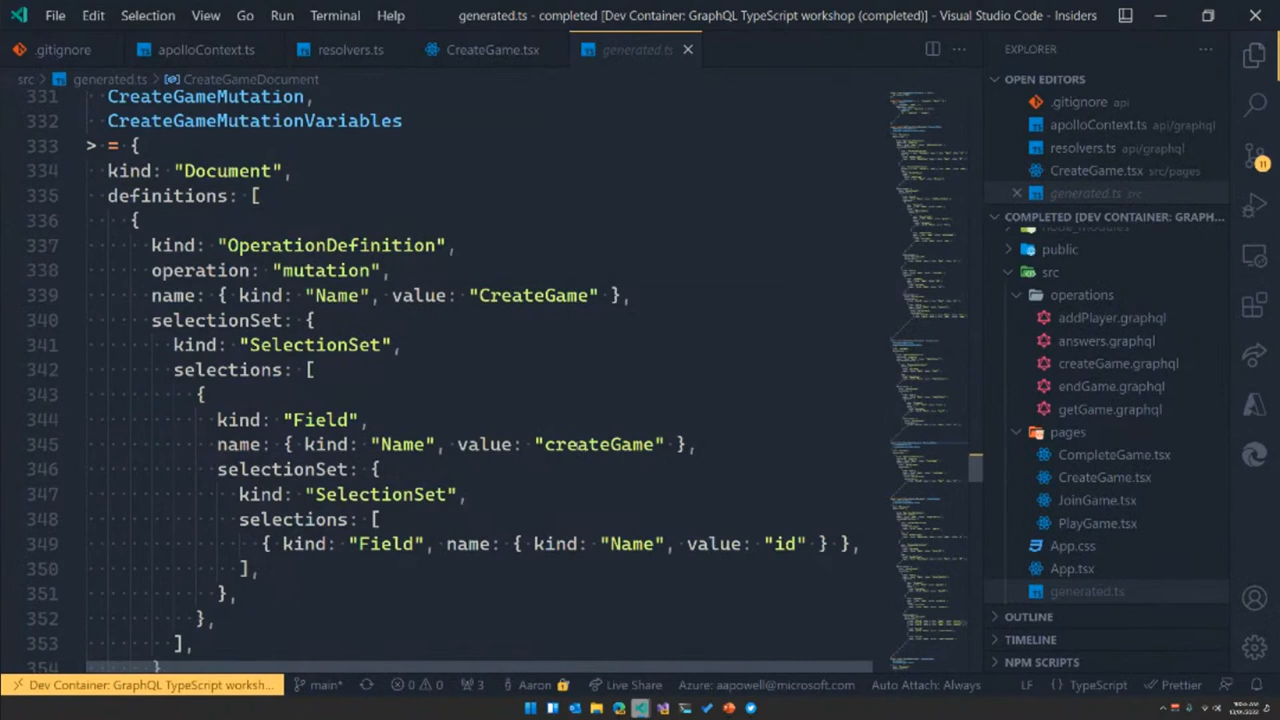 File Edit Selection View Go Run Terminal Help generated.ts - completed [Dev Container: GraphQL TypeScript workshop (completed)] - Visual Studio Code - Insiders
.gitignore apolloContext.ts resolvers.ts CreateGame.tsx generated.ts
src > generated.ts > CreateGameDocument
331 CreateGameMutation,
332 CreateGameMutationVariables
333 > = {
334 kind: "Document",
335 definitions: [
336 {
337 kind: "OperationDefinition",
338 operation: "mutation",
339 name: { kind: "Name", value: "CreateGame" },
340 selectionSet: {
341 kind: "SelectionSet",
342 selections: [
343 {
344 kind: "Field",
345 name: { kind: "Name", value: "createGame" },
346 selectionSet: {
347 kind: "SelectionSet",
348 selections: [
349 { kind: "Field", name: { kind: "Name", value: "id" } },
350 ],
351 },
352 },
353 ],
354 }
EXPLORER
OPEN EDITORS
.gitignore api
apolloContext.ts api/graphql
resolvers.ts api/graphql
CreateGame.tsx src/pages
generated.ts src
COMPLETED [DEV CONTAINER: GRAPH...
node_modules
public
src
operations
addPlayer.graphql
answers.graphql
createGame.graphql
endGame.graphql
getGame.graphql
pages
CompleteGame.tsx
CreateGame.tsx
JoinGame.tsx
PlayGame.tsx
App.css
App.tsx
generated.ts
OUTLINE
TIMELINE
NPM SCRIPTS
11
Dev Container: GraphQL TypeScript worksh... main* 0 0 3 Aaron Live Share Azure: aapowell@microsoft.com Auto Attach: Always LF {} TypeScript Prettier